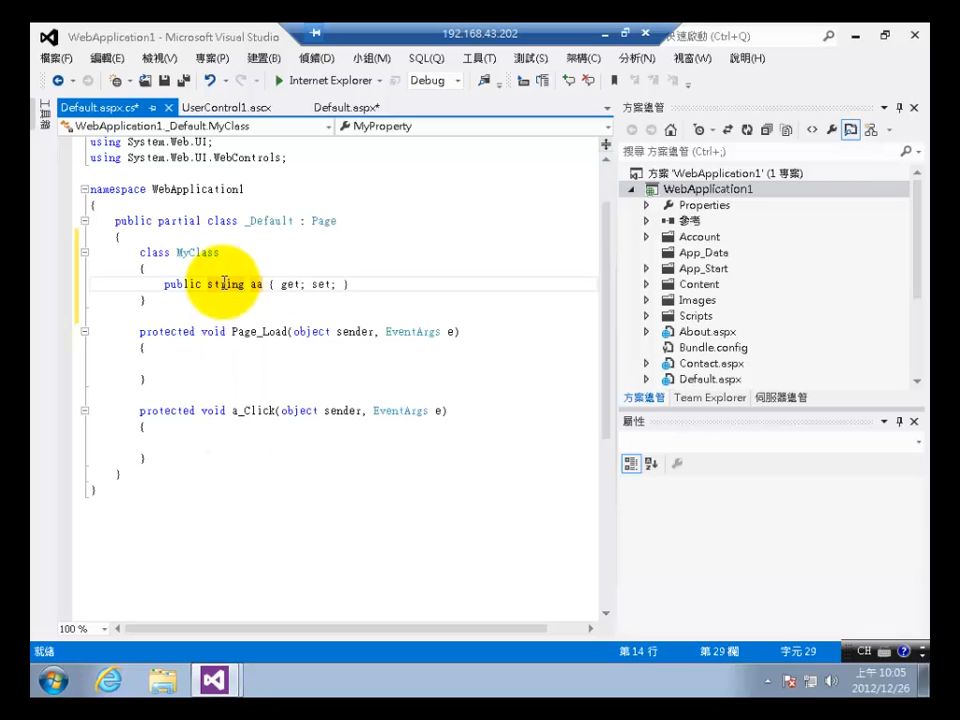 192.168.43.202
WebApplication1 - Microsoft Visual Studio
快速啟動 (Ctrl+Q)
檔案(F) 編輯(E) 檢視(V) 專案(P) 建置(B) 偵錯(D) 小組(M) SQL(Q) 工具(T) 測試(S) 架構(C) 分析(N) 視窗(W) 說明(H)
Internet Explorer Debug
工具箱
Default.aspx.cs* UserControl1.ascx Default.aspx*
WebApplication1._Default.MyClass MyProperty
using System.Web.UI;
using System.Web.UI.WebControls;
namespace WebApplication1
{
public partial class _Default : Page
{
class MyClass
{
public string aa { get; set; }
}
protected void Page_Load(object sender, EventArgs e)
{
}
protected void a_Click(object sender, EventArgs e)
{
}
}
}
100 %
方案總管
搜尋 方案總管 (Ctrl+;)
方案 'WebApplication1' (1 專案)
WebApplication1
Properties
參考
Account
App_Data
App_Start
Content
Images
Scripts
About.aspx
Bundle.config
Contact.aspx
Default.aspx
方案總管 Team Explorer 伺服器總管
屬性
就緒 第 14 行 第 29 欄 字元 29 CH
上午 10:05
2012/12/26